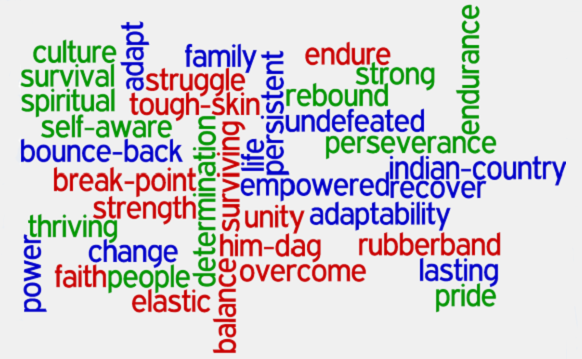 culture
adapt
family
endure
endurance
survival
struggle
persistent
strong
spiritual
tough-skin
rebound
self-aware
undefeated
bounce-back
life
perseverance
break-point
determination
surviving
indian-country
empowered
recover
strength
unity
adaptability
thriving
power
change
him-dag
rubberband
faith
people
balance
overcome
lasting
elastic
pride